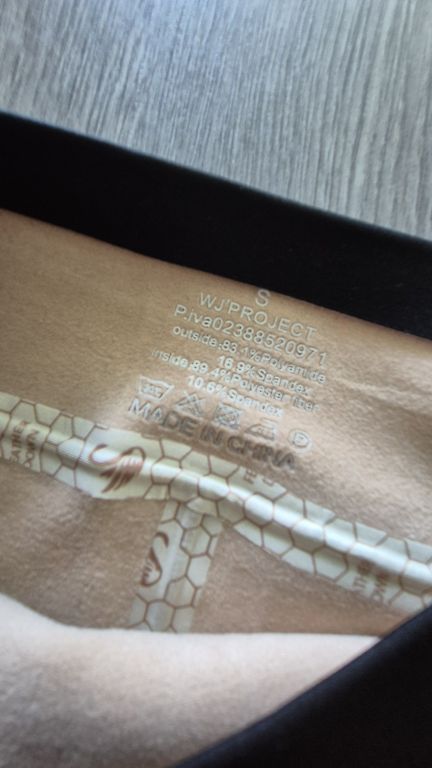 S
WJ'PROJECT
P.iva02388520971
outside:83.1%Polyamide
16.9%Spandex
inside:89.4%Polyester fiber
10.6%Spandex
MADE IN CHINA